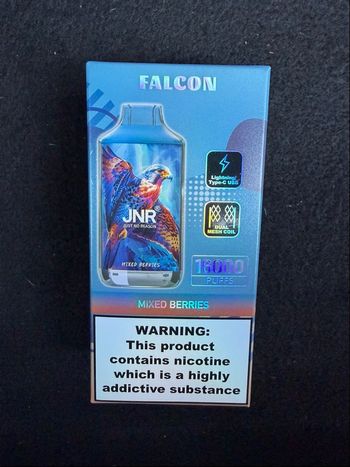 FALCON
Lightning/
Type-C USB
JNR®
JUST NO REASON
DUAL
MESH COIL
MIXED BERRIES
16000
PUFFS
MIXED BERRIES
WARNING:
This product
contains nicotine
which is a highly
addictive substance